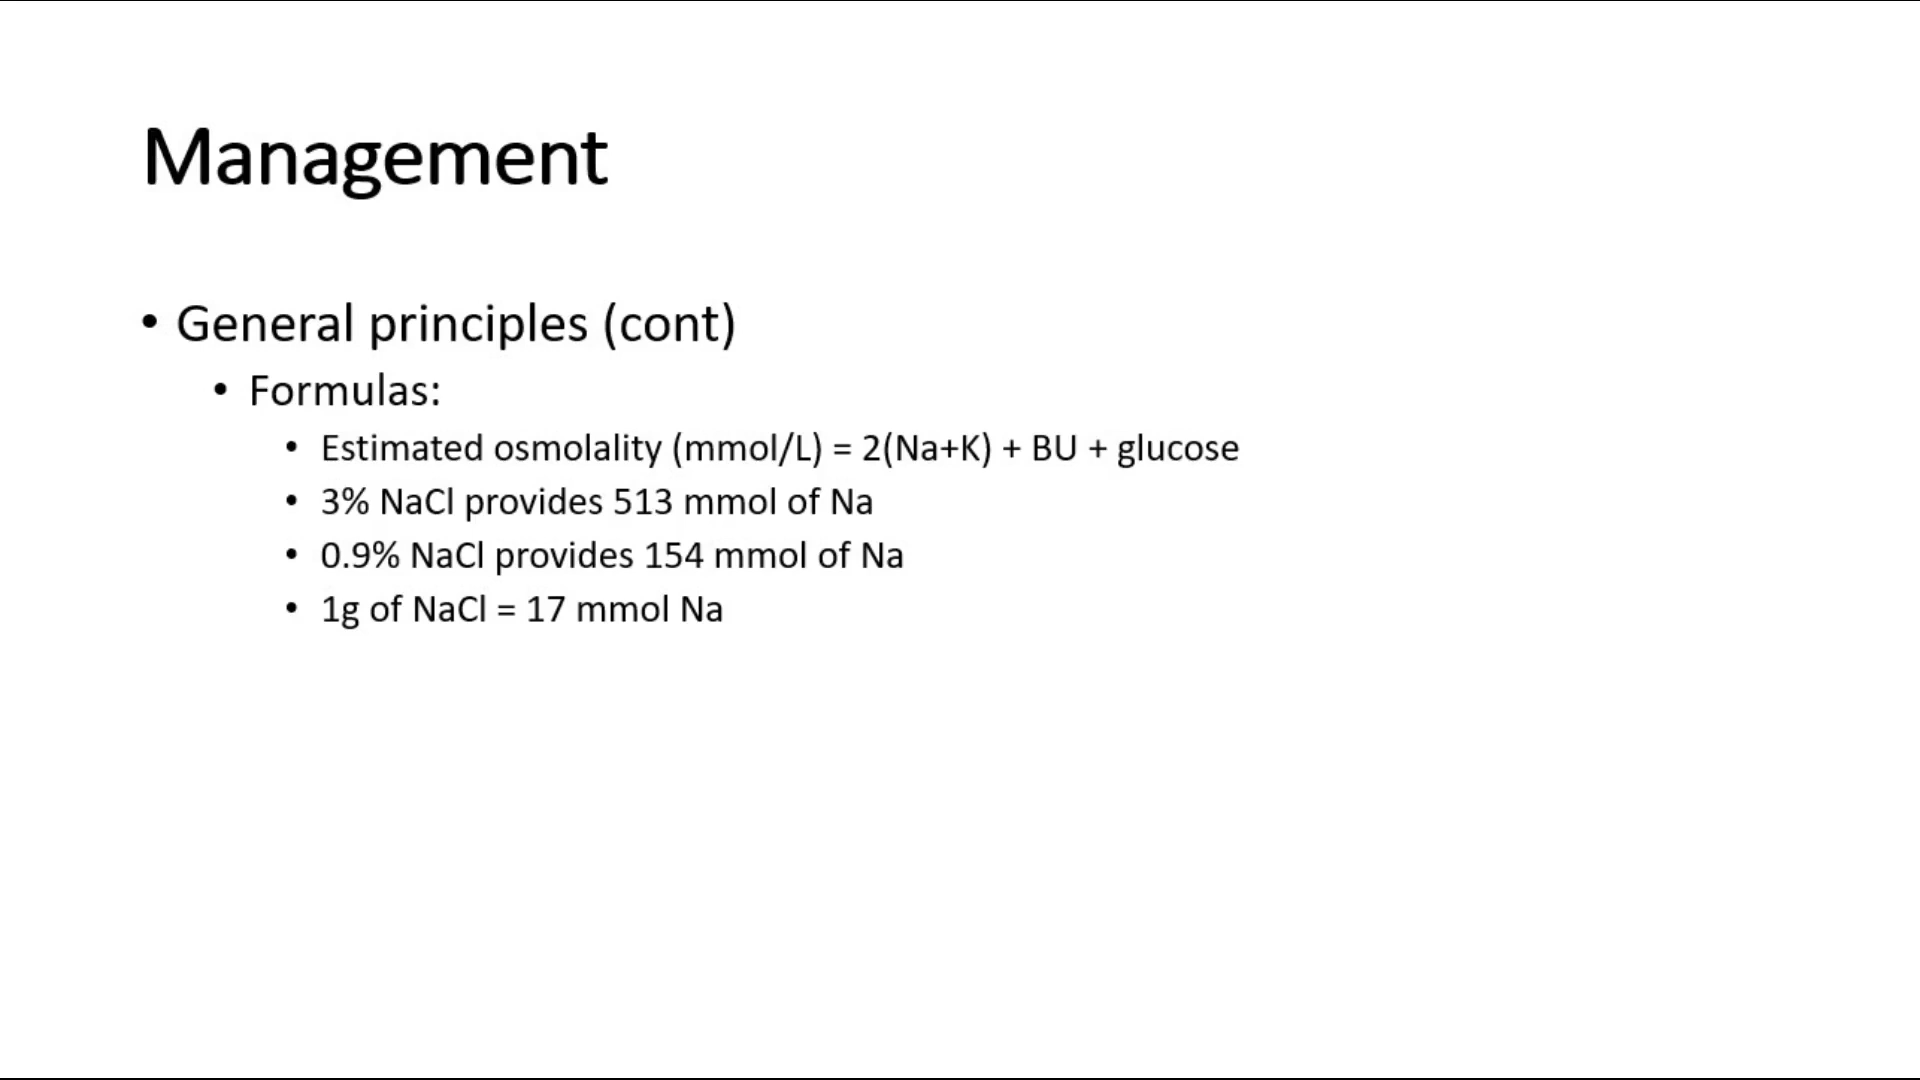 Management
• General principles (cont)
• Formulas:
• Estimated osmolality (mmol/L) = 2(Na+K) + BU + glucose
• 3% NaCl provides 513 mmol of Na
• 0.9% NaCl provides 154 mmol of Na
• 1g of NaCl = 17 mmol Na